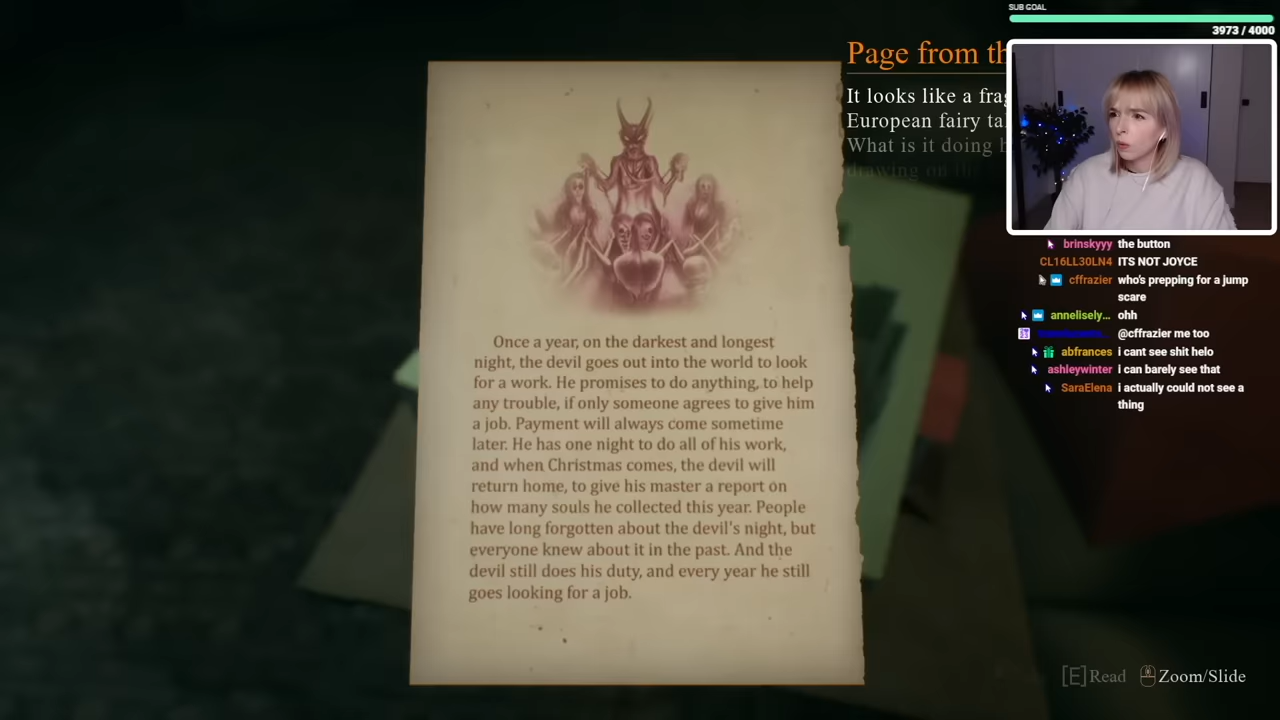 SUB GOAL
3973 / 4000
Page from th
It looks like a frag
European fairy tal
What is it doing h
drawing on the
Once a year, on the darkest and longest
night, the devil goes out into the world to look
for a work. He promises to do anything, to help
any trouble, if only someone agrees to give him
a job. Payment will always come sometime
later. He has one night to do all of his work,
and when Christmas comes, the devil will
return home, to give his master a report on
how many souls he collected this year. People
have long forgotten about the devil's night, but
everyone knew about it in the past. And the
devil still does his duty, and every year he still
goes looking for a job.
brinskyyy the button
CL16LL30LN4 ITS NOT JOYCE
cffrazier who's prepping for a jump
scare
annelisely... ohh
@cffrazier me too
abfrances i cant see shit helo
ashleywinter i can barely see that
SaraElena i actually could not see a
thing
[E]Read Zoom/Slide